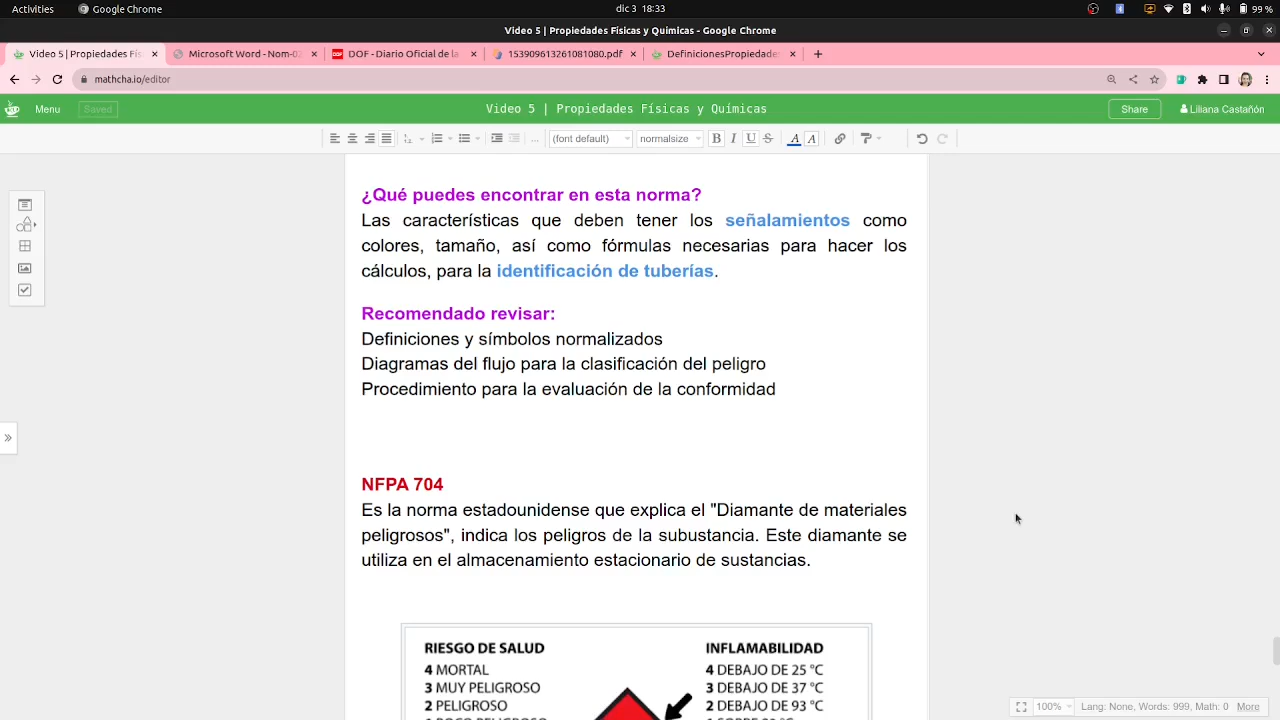 Activities
Google Chrome
dic 3 18:33
99 %
Video 5 | Propiedades Físicas y Químicas - Google Chrome
Video 5 | Propiedades Fís
Microsoft Word - Nom-02
DOF - Diario Oficial de la
153909613261081080.pdf
DefinicionesPropiedades
mathcha.io/editor
Menu
Saved
Video 5 | Propiedades Físicas y Químicas
Share
Liliana Castañón
(font default)
normalsize
B I U S A A
¿Qué puedes encontrar en esta norma?
Las características que deben tener los señalamientos como
colores, tamaño, así como fórmulas necesarias para hacer los
cálculos, para la identificación de tuberías.
Recomendado revisar:
Definiciones y símbolos normalizados
Diagramas del flujo para la clasificación del peligro
Procedimiento para la evaluación de la conformidad
NFPA 704
Es la norma estadounidense que explica el "Diamante de materiales
peligrosos", indica los peligros de la subustancia. Este diamante se
utiliza en el almacenamiento estacionario de sustancias.
RIESGO DE SALUD
4 MORTAL
3 MUY PELIGROSO
2 PELIGROSO
INFLAMABILIDAD
4 DEBAJO DE 25 °C
3 DEBAJO DE 37 °C
2 DEBAJO DE 93 °C
100%
Lang: None, Words: 999, Math: 0 More